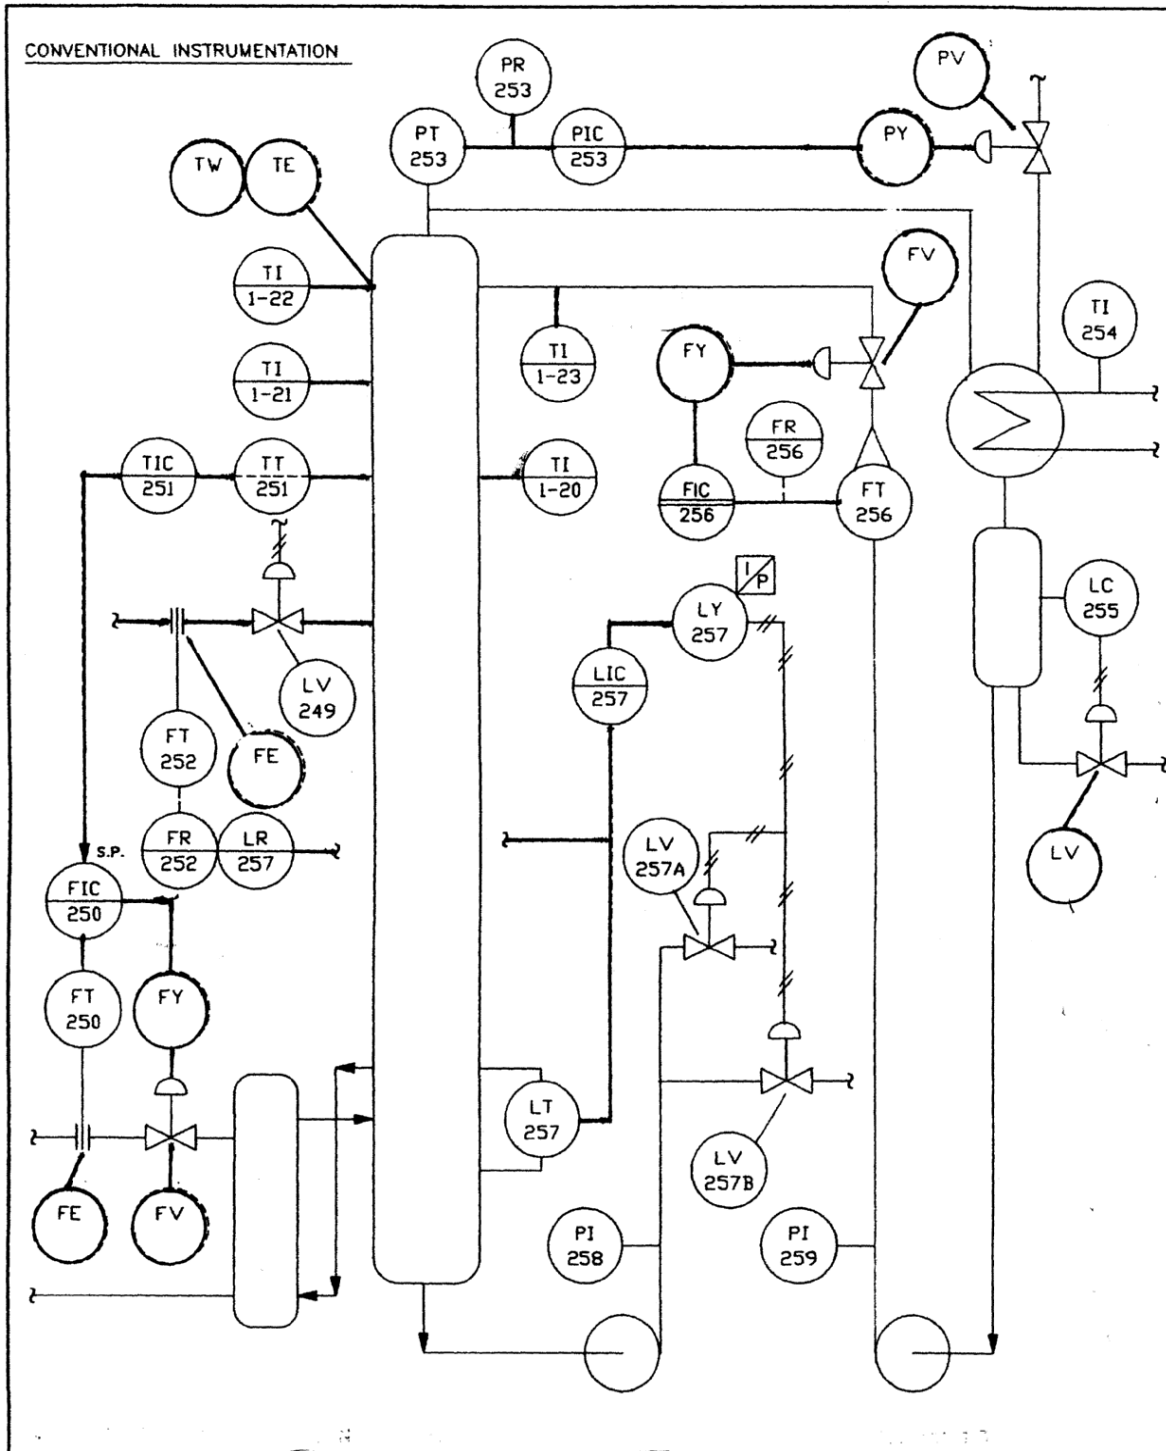 CONVENTIONAL INSTRUMENTATION
PR
253
PV
PT
253
PIC
253
PY
TW
TE
FV
TI
1-22
TI
254
FY
TI
1-23
TI
1-21
FR
256
TIC
251
TT
251
TI
1-20
FIC
256
FT
256
I
P
LC
255
LY
257
LIC
257
LV
249
FT
252
FE
FR
252
LR
257
S.P.
LV
257A
LV
FIC
250
FT
250
FY
LT
257
LV
257B
FE
FV
PI
258
PI
259